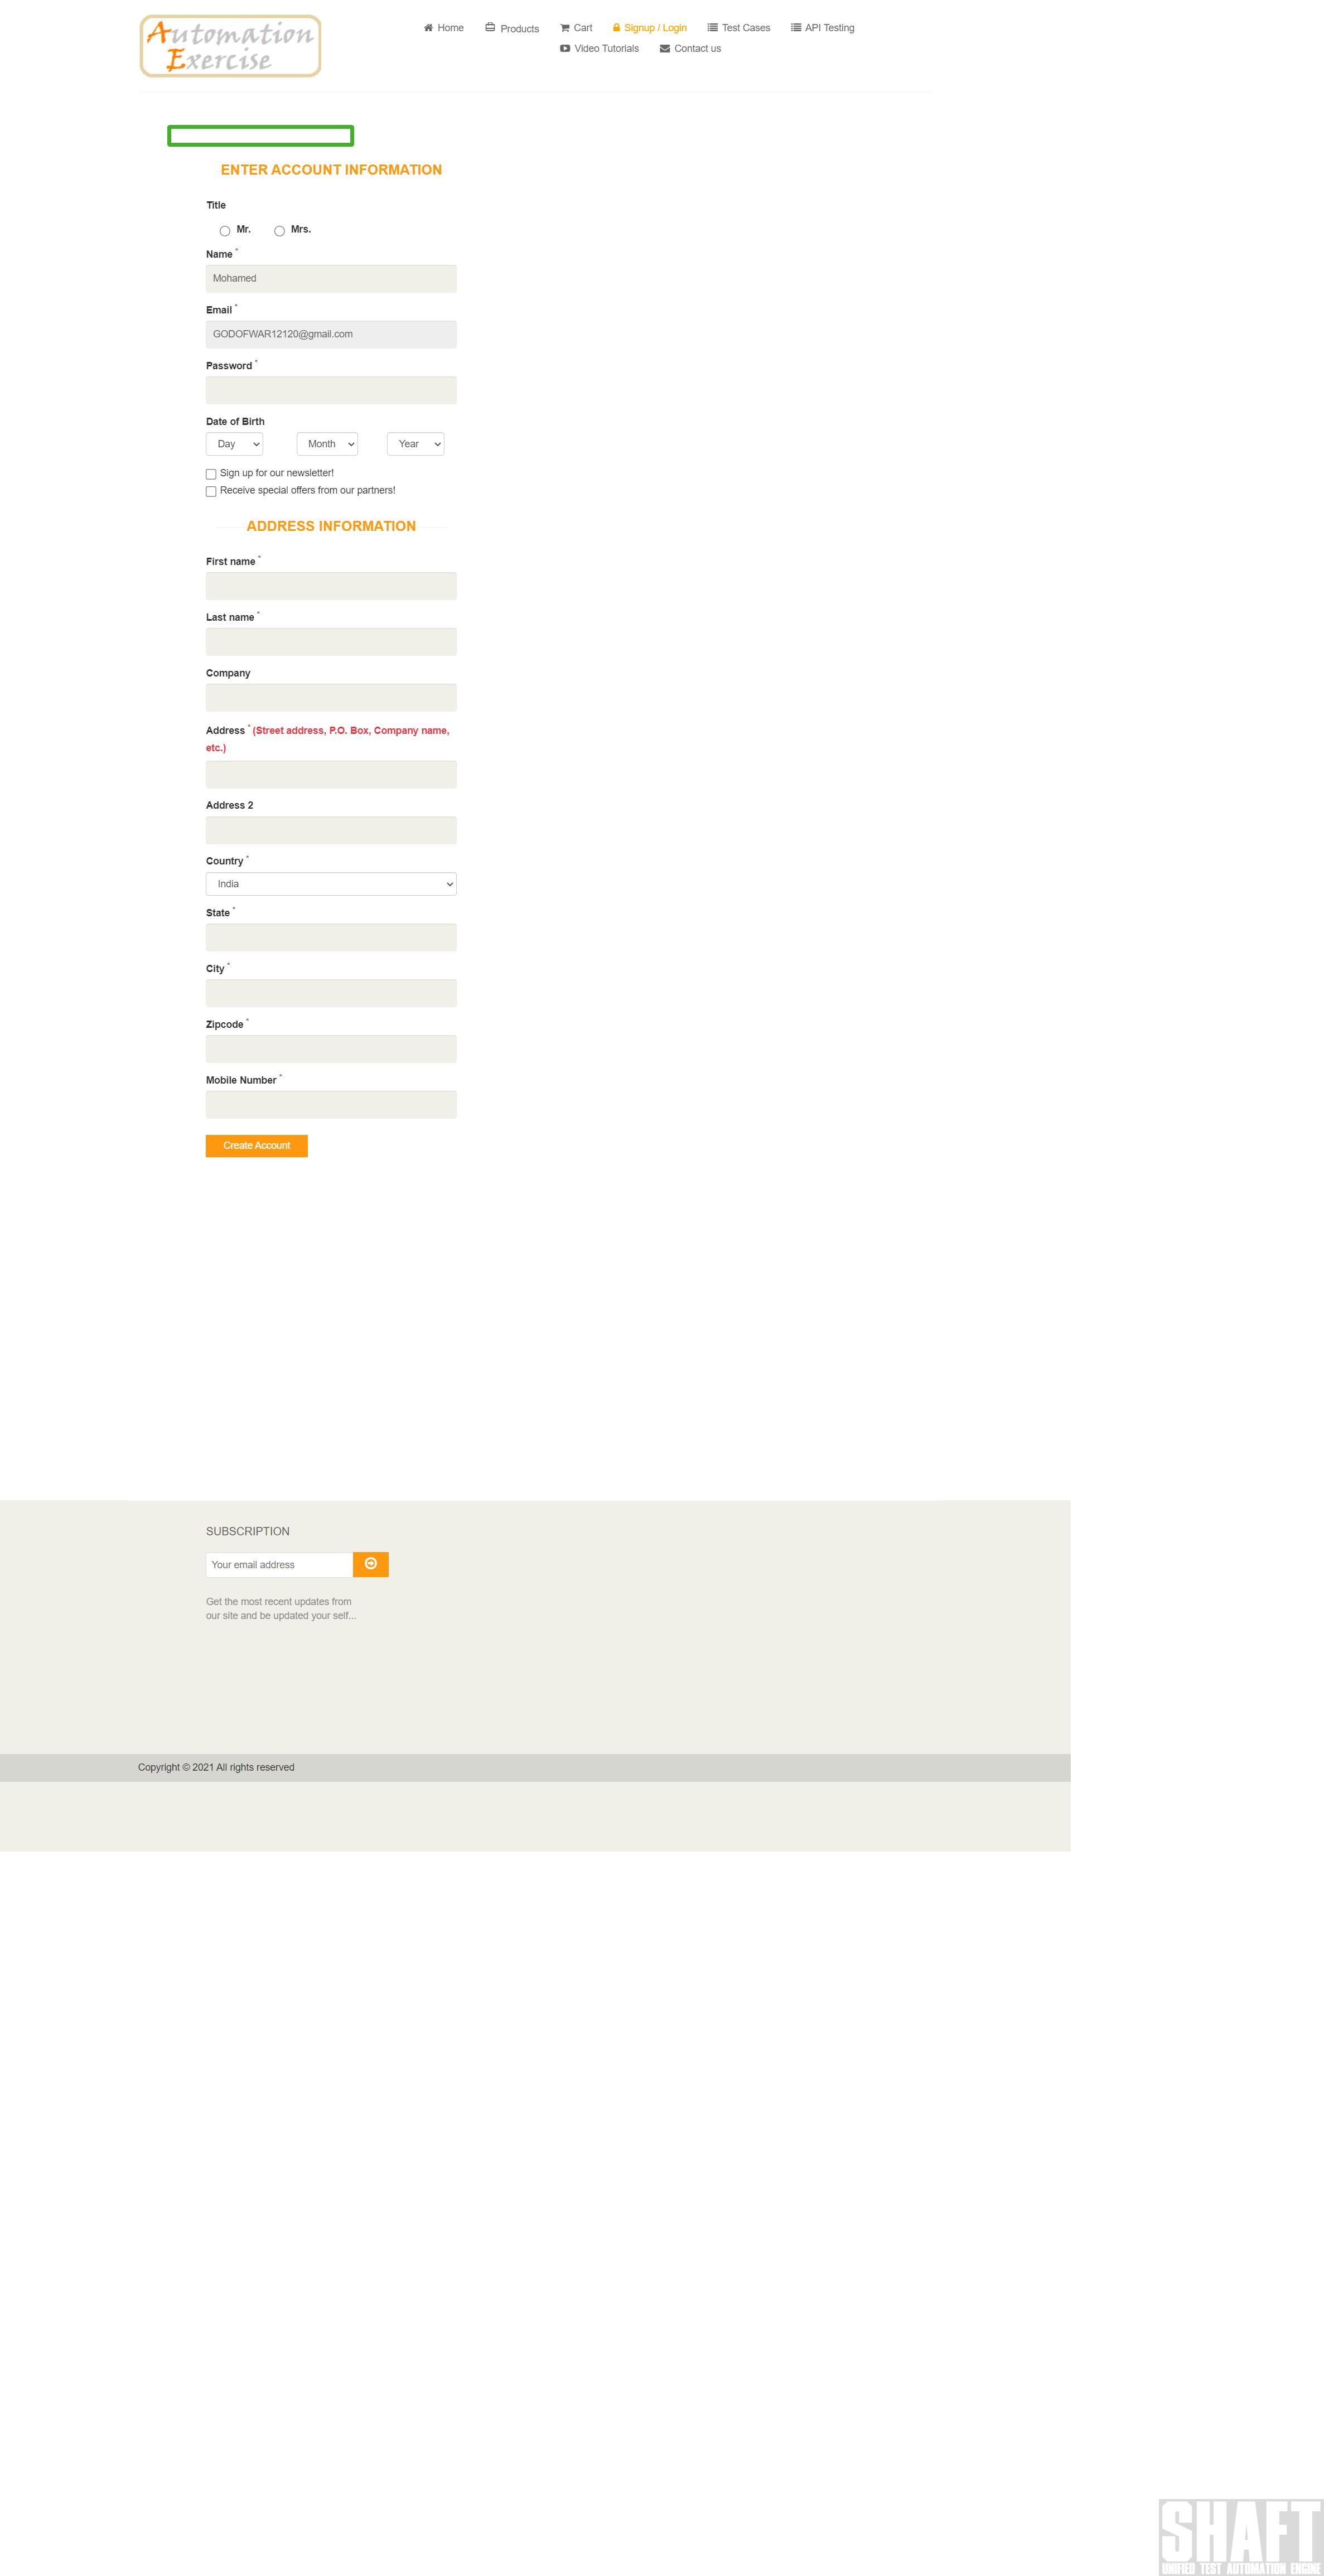 Automation
Exercise
Home
Products
Cart
Signup / Login
Test Cases
API Testing
Video Tutorials
Contact us
ENTER ACCOUNT INFORMATION
Title
Mr.
Mrs.
Name *
Mohamed
Email *
GODOFWAR12120@gmail.com
Password *
Date of Birth
Day
Month
Year
Sign up for our newsletter!
Receive special offers from our partners!
ADDRESS INFORMATION
First name *
Last name *
Company
Address * (Street address, P.O. Box, Company name,
etc.)
Address 2
Country *
India
State *
City *
Zipcode *
Mobile Number *
Create Account
SUBSCRIPTION
Your email address
Get the most recent updates from
our site and be updated your self...
Copyright © 2021 All rights reserved
SHAFT
UNIFIED TEST AUTOMATION ENGINE